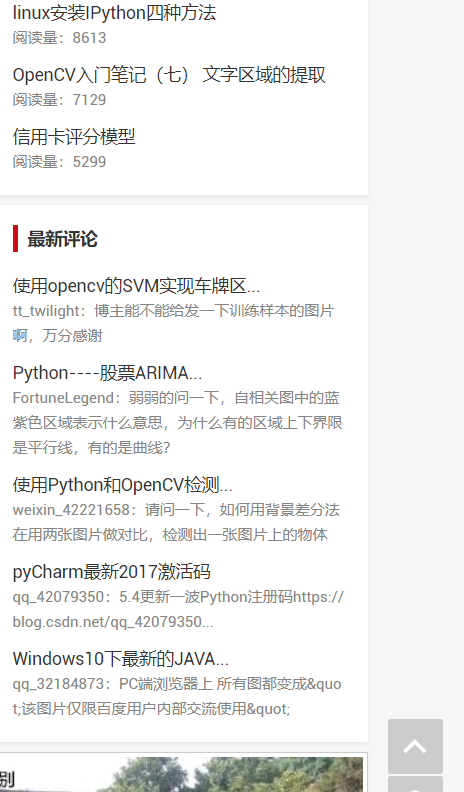 linux安装IPython四种方法
阅读量：8613
OpenCV入门笔记（七） 文字区域的提取
阅读量：7129
信用卡评分模型
阅读量：5299
最新评论
使用opencv的SVM实现车牌区...
tt_twilight：博主能不能给发一下训练样本的图片
啊，万分感谢
Python----股票ARIMA...
FortuneLegend：弱弱的问一下，自相关图中的蓝
紫色区域表示什么意思，为什么有的区域上下界限
是平行线，有的是曲线？
使用Python和OpenCV检测...
weixin_42221658：请问一下，如何用背景差分法
在用两张图片做对比，检测出一张图片上的物体
pyCharm最新2017激活码
qq_42079350：5.4更新一波Python注册码https://
blog.csdn.net/qq_42079350...
Windows10下最新的JAVA...
qq_32184873：PC端浏览器上 所有图都变成&quo
t;该图片仅限百度用户内部交流使用&quot;
别